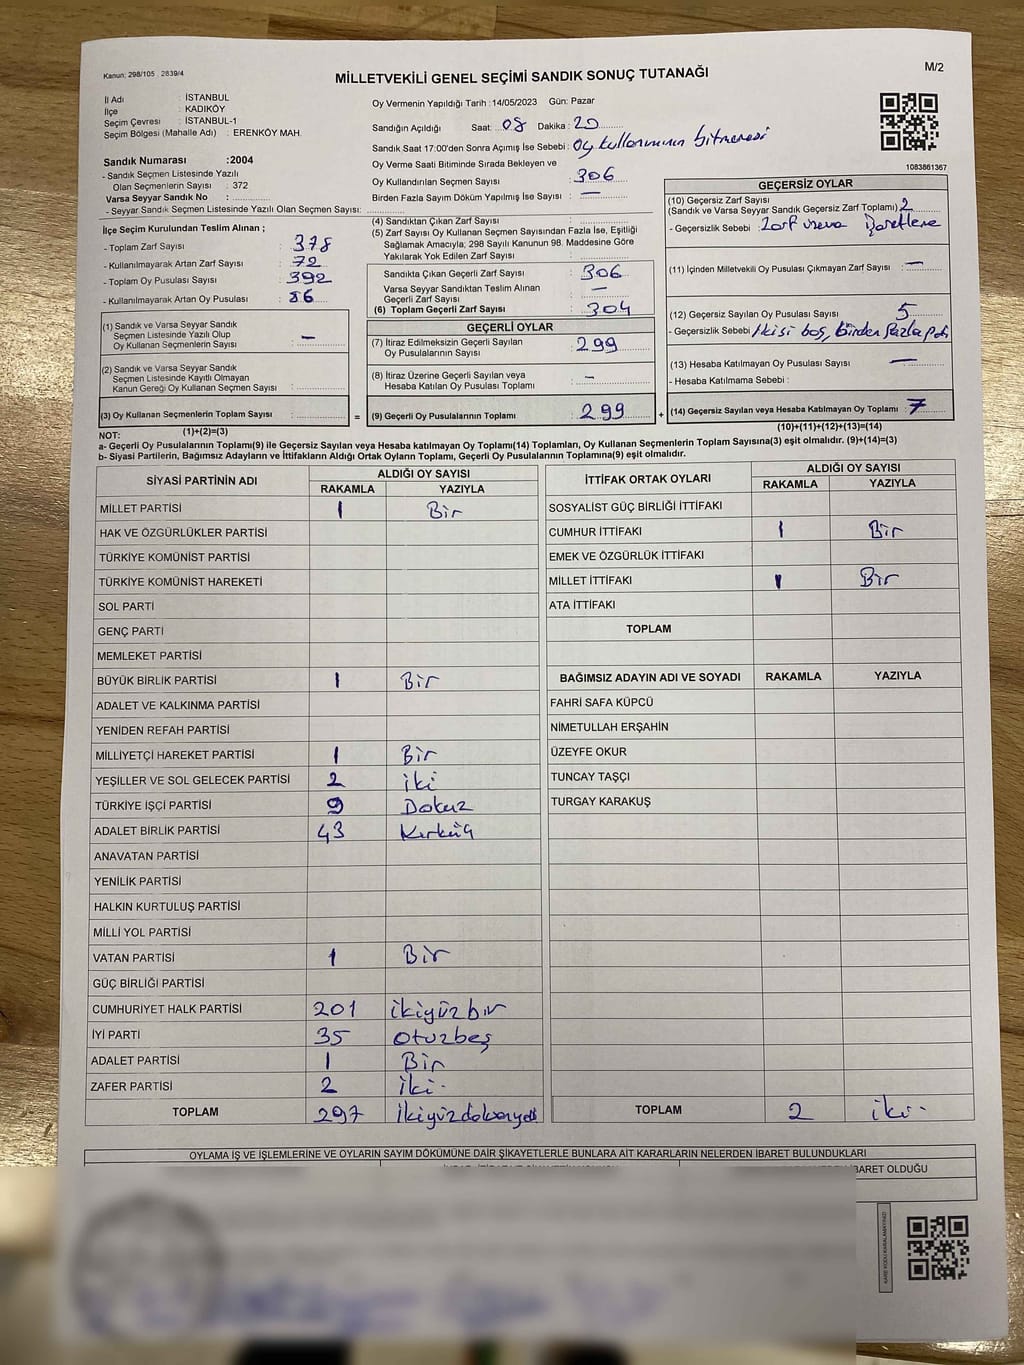 Kanun: 298/105 , 2839/4
MİLLETVEKİLİ GENEL SEÇİMİ SANDIK SONUÇ TUTANAĞI
M/2
İl Adı : İSTANBUL
İlçe : KADIKÖY
Seçim Çevresi : İSTANBUL-1
Seçim Bölgesi (Mahalle Adı) : ERENKÖY MAH.
Sandık Numarası :2004
- Sandık Seçmen Listesinde Yazılı
Olan Seçmenlerin Sayısı : 372
Varsa Seyyar Sandık No :
- Seyyar Sandık Seçmen Listesinde Yazılı Olan Seçmen Sayısı:
Oy Vermenin Yapıldığı Tarih : 14/05/2023 Gün: Pazar
Sandığın Açıldığı Saat: 08 Dakika : 20
Sandık Saat 17:00'den Sonra Açımış İse Sebebi : Oy kullanımının bitmemesi
Oy Verme Saati Bitiminde Sırada Bekleyen ve
Oy Kullandırılan Seçmen Sayısı : 306
Birden Fazla Sayım Döküm Yapılmış İse Sayısı : —
1083861367
İlçe Seçim Kurulundan Teslim Alınan ;
- Toplam Zarf Sayısı : 378
- Kullanılmayarak Artan Zarf Sayısı : 72
- Toplam Oy Pusulası Sayısı : 392
- Kullanılmayarak Artan Oy Pusulası : 86
(1) Sandık ve Varsa Seyyar Sandık
Seçmen Listesinde Yazılı Olup
Oy Kullanan Seçmenlerin Sayısı : —
(2) Sandık ve Varsa Seyyar Sandık
Seçmen Listesinde Kayıtlı Olmayan
Kanun Gereği Oy Kullanan Seçmen Sayısı :
(3) Oy Kullanan Seçmenlerin Toplam Sayısı :
(1)+(2)=(3)
(4) Sandıktan Çıkan Zarf Sayısı :
(5) Zarf Sayısı Oy Kullanan Seçmen Sayısından Fazla İse, Eşitliği
Sağlamak Amacıyla; 298 Sayılı Kanunun 98. Maddesine Göre
Yakılarak Yok Edilen Zarf Sayısı :
Sandıkta Çıkan Geçerli Zarf Sayısı : 306
Varsa Seyyar Sandıktan Teslim Alınan
Geçerli Zarf Sayısı : —
(6) Toplam Geçerli Zarf Sayısı : 304
GEÇERLİ OYLAR
(7) İtiraz Edilmeksizin Geçerli Sayılan
Oy Pusulalarının Sayısı : 299
(8) İtiraz Üzerine Geçerli Sayılan veya
Hesaba Katılan Oy Pusulası Toplamı : -
= (9) Geçerli Oy Pusulalarının Toplamı : 299 +
GEÇERSİZ OYLAR
(10) Geçersiz Zarf Sayısı
(Sandık ve Varsa Seyyar Sandık Geçersiz Zarf Toplamı) 2
- Geçersizlik Sebebi : Zarf işaretleme
(11) İçinden Milletvekili Oy Pusulası Çıkmayan Zarf Sayısı : —
(12) Geçersiz Sayılan Oy Pusulası Sayısı : 5
- Geçersizlik Sebebi : İkisi boş, birden fazla
(13) Hesaba Katılmayan Oy Pusulası Sayısı : —
- Hesaba Katılmama Sebebi :
(14) Geçersiz Sayılan veya Hesaba Katılmayan Oy Toplamı : 7
(10)+(11)+(12)+(13)=(14)
NOT:
a- Geçerli Oy Pusulalarının Toplamı(9) ile Geçersiz Sayılan veya Hesaba katılmayan Oy Toplamı(14) Toplamları, Oy Kullanan Seçmenlerin Toplam Sayısına(3) eşit olmalıdır. (9)+(14)=(3)
b- Siyasi Partilerin, Bağımsız Adayların ve İttifakların Aldığı Ortak Oyların Toplamı, Geçerli Oy Pusulalarının Toplamına(9) eşit olmalıdır.
SİYASİ PARTİNİN ADI ALDIĞI OY SAYISI
RAKAMLA YAZIYLA
MİLLET PARTİSİ 1 Bir
HAK VE ÖZGÜRLÜKLER PARTİSİ
TÜRKİYE KOMÜNİST PARTİSİ
TÜRKİYE KOMÜNİST HAREKETİ
SOL PARTİ
GENÇ PARTİ
MEMLEKET PARTİSİ
BÜYÜK BİRLİK PARTİSİ 1 Bir
ADALET VE KALKINMA PARTİSİ
YENİDEN REFAH PARTİSİ
MİLLİYETÇİ HAREKET PARTİSİ 1 Bir
YEŞİLLER VE SOL GELECEK PARTİSİ 2 iki
TÜRKİYE İŞÇİ PARTİSİ 9 Dokuz
ADALET BİRLİK PARTİSİ 43 Kırküç
ANAVATAN PARTİSİ
YENİLİK PARTİSİ
HALKIN KURTULUŞ PARTİSİ
MİLLİ YOL PARTİSİ
VATAN PARTİSİ 1 Bir
GÜÇ BİRLİĞİ PARTİSİ
CUMHURİYET HALK PARTİSİ 201 ikiyüzbir
İYİ PARTİ 35 otuzbeş
ADALET PARTİSİ 1 Bir
ZAFER PARTİSİ 2 iki.
TOPLAM 297 ikiyüzdoksanyedi
İTTİFAK ORTAK OYLARI ALDIĞI OY SAYISI
RAKAMLA YAZIYLA
SOSYALİST GÜÇ BİRLİĞİ İTTİFAKI
CUMHUR İTTİFAKI 1 Bir
EMEK VE ÖZGÜRLÜK İTTİFAKI
MİLLET İTTİFAKI 1 Bir
ATA İTTİFAKI
TOPLAM
BAĞIMSIZ ADAYIN ADI VE SOYADI RAKAMLA YAZIYLA
FAHRİ SAFA KÜPCÜ
NİMETULLAH ERŞAHİN
ÜZEYFE OKUR
TUNCAY TAŞÇI
TURGAY KARAKUŞ
TOPLAM 2 iki.
OYLAMA İŞ VE İŞLEMLERİNE VE OYLARIN SAYIM DÖKÜMÜNE DAİR ŞİKAYETLERLE BUNLARA AİT KARARLARIN NELERDEN İBARET BULUNDUKLARI
İBARET OLDUĞU